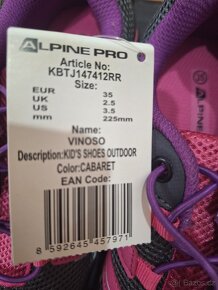 ALPINE PRO
Article No:
KBTJ147412RR
Size:
EUR 35
UK 2.5
US 3.5
mm 225mm
Name:
VINOSO
Description:KID'S SHOES OUTDOOR
Color:CABARET
EAN Code:
8 592645 457971
35